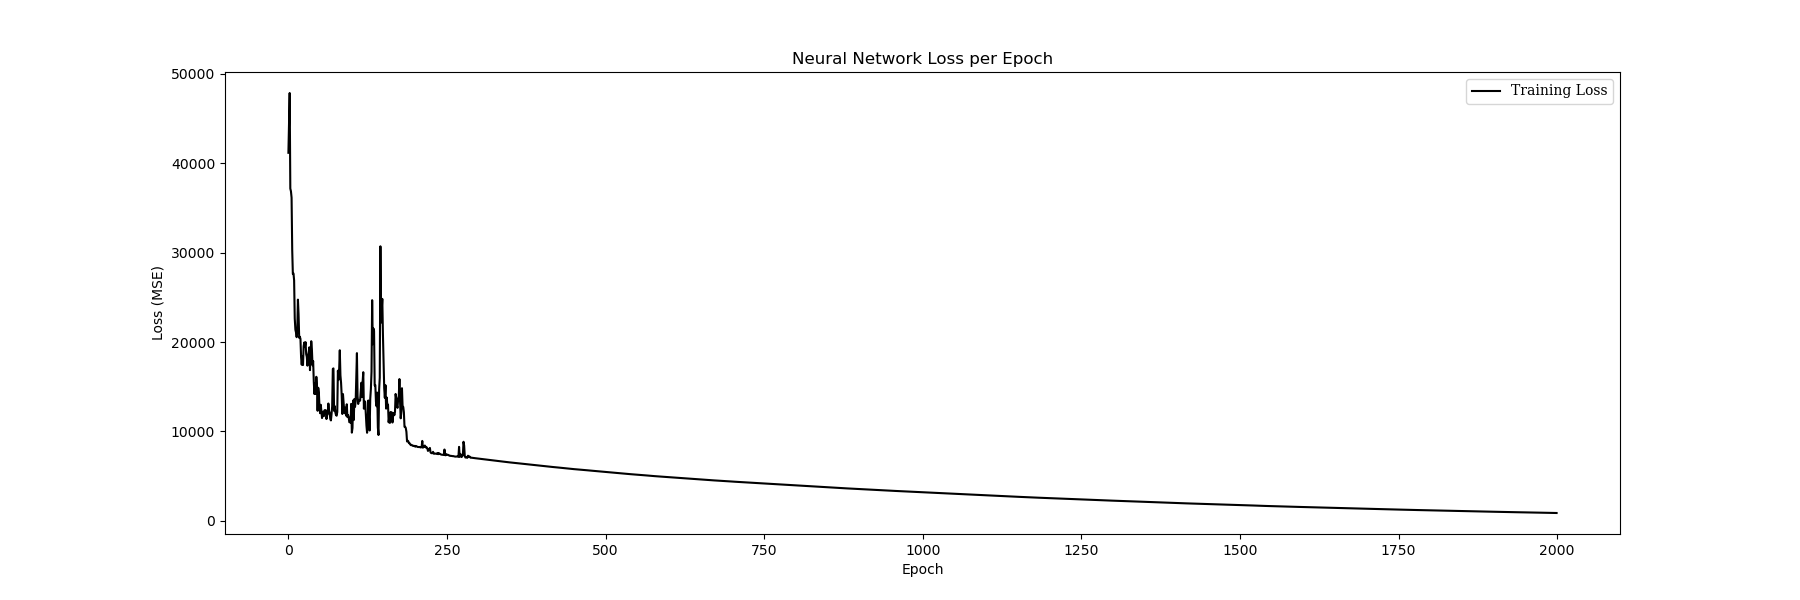 Neural Network Loss per Epoch
Training Loss
50000
40000
30000
20000
10000
0
Loss (MSE)
0 250 500 750 1000 1250 1500 1750 2000
Epoch